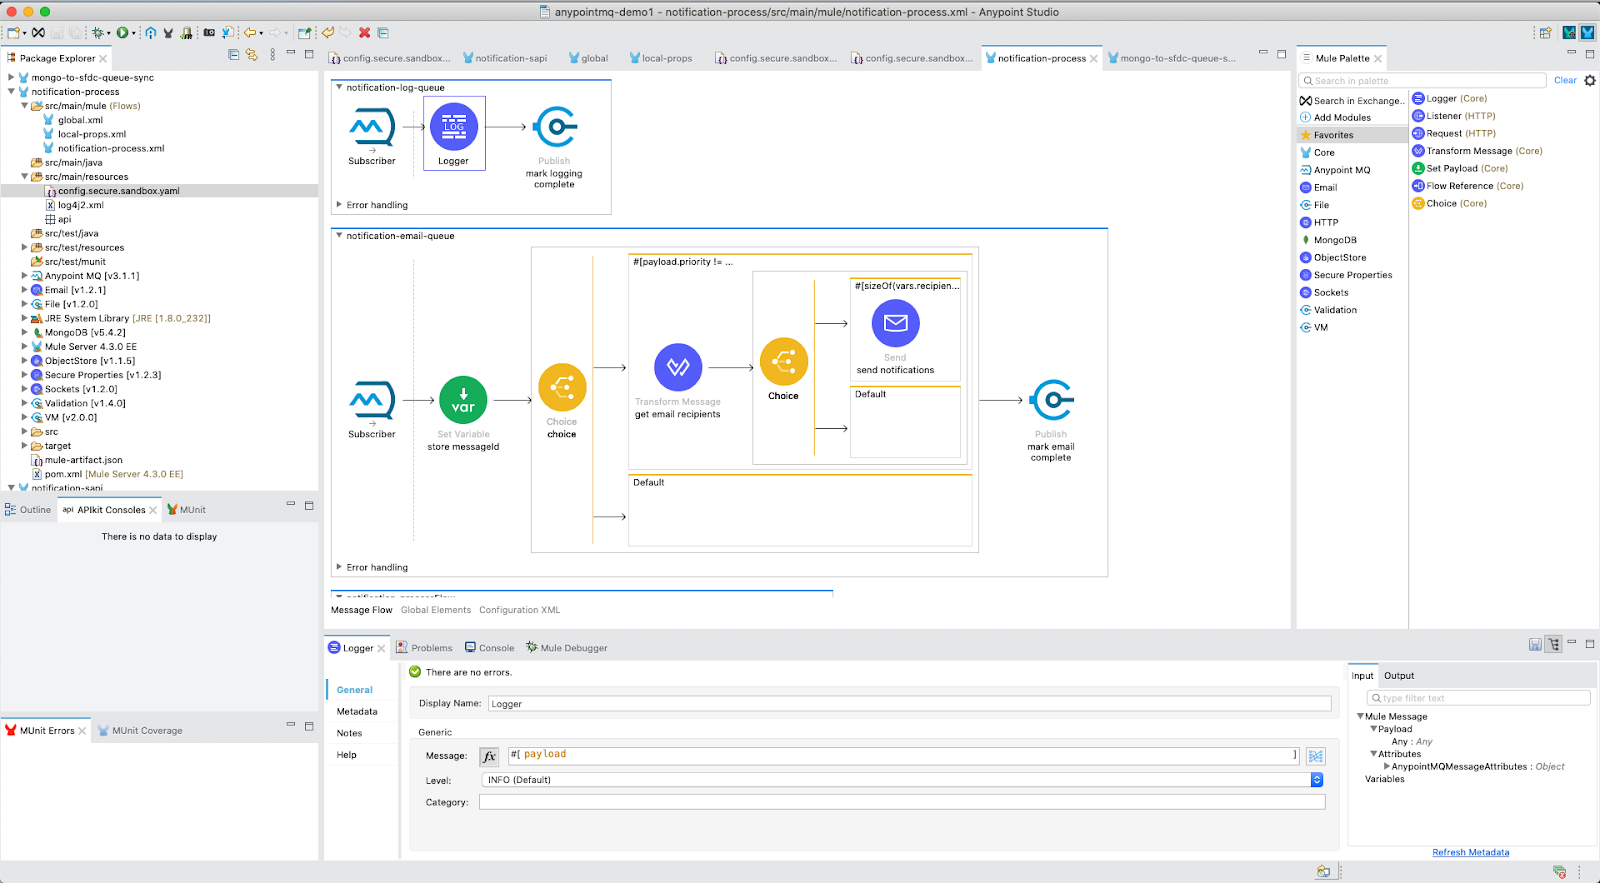 anypointmq-demo1 - notification-process/src/main/mule/notification-process.xml - Anypoint Studio
Package Explorer
mongo-to-sfdc-queue-sync
notification-process
src/main/mule (Flows)
global.xml
local-props.xml
notification-process.xml
src/main/java
src/main/resources
config.secure.sandbox.yaml
log4j2.xml
api
src/test/java
src/test/resources
src/test/munit
Anypoint MQ [v3.1.1]
Email [v1.2.1]
File [v1.2.0]
JRE System Library [JRE [1.8.0_232]]
MongoDB [v5.4.2]
Mule Server 4.3.0 EE
ObjectStore [v1.1.5]
Secure Properties [v1.2.3]
Sockets [v1.2.0]
Validation [v1.4.0]
VM [v2.0.0]
src
target
mule-artifact.json
pom.xml [Mule Server 4.3.0 EE]
notification-sapi
Outline
api APIkit Consoles
MUnit
There is no data to display
MUnit Errors
MUnit Coverage
config.secure.sandbox...
notification-sapi
global
local-props
config.secure.sandbox...
config.secure.sandbox...
notification-process
mongo-to-sfdc-queue-s...
notification-log-queue
LOG
Subscriber
Logger
Publish
mark logging
complete
Error handling
notification-email-queue
#[payload.priority != ...
#[sizeOf(vars.recipien...
Send
send notifications
var
Choice
Default
Transform Message
get email recipients
Subscriber
Set Variable
store messageId
Choice
choice
Publish
mark email
complete
Default
Error handling
notification-processFlow
Message Flow
Global Elements
Configuration XML
Mule Palette
Search in palette
Clear
Search in Exchange..
Add Modules
Favorites
Core
Anypoint MQ
Email
File
HTTP
MongoDB
ObjectStore
Secure Properties
Sockets
Validation
VM
Logger (Core)
Listener (HTTP)
Request (HTTP)
Transform Message (Core)
Set Payload (Core)
Flow Reference (Core)
Choice (Core)
Logger
Problems
Console
Mule Debugger
General
Metadata
Notes
Help
There are no errors.
Display Name: Logger
Generic
Message: fx #[ payload ]
Level: INFO (Default)
Category:
Input
Output
type filter text
Mule Message
Payload
Any : Any
Attributes
AnypointMQMessageAttributes : Object
Variables
Refresh Metadata